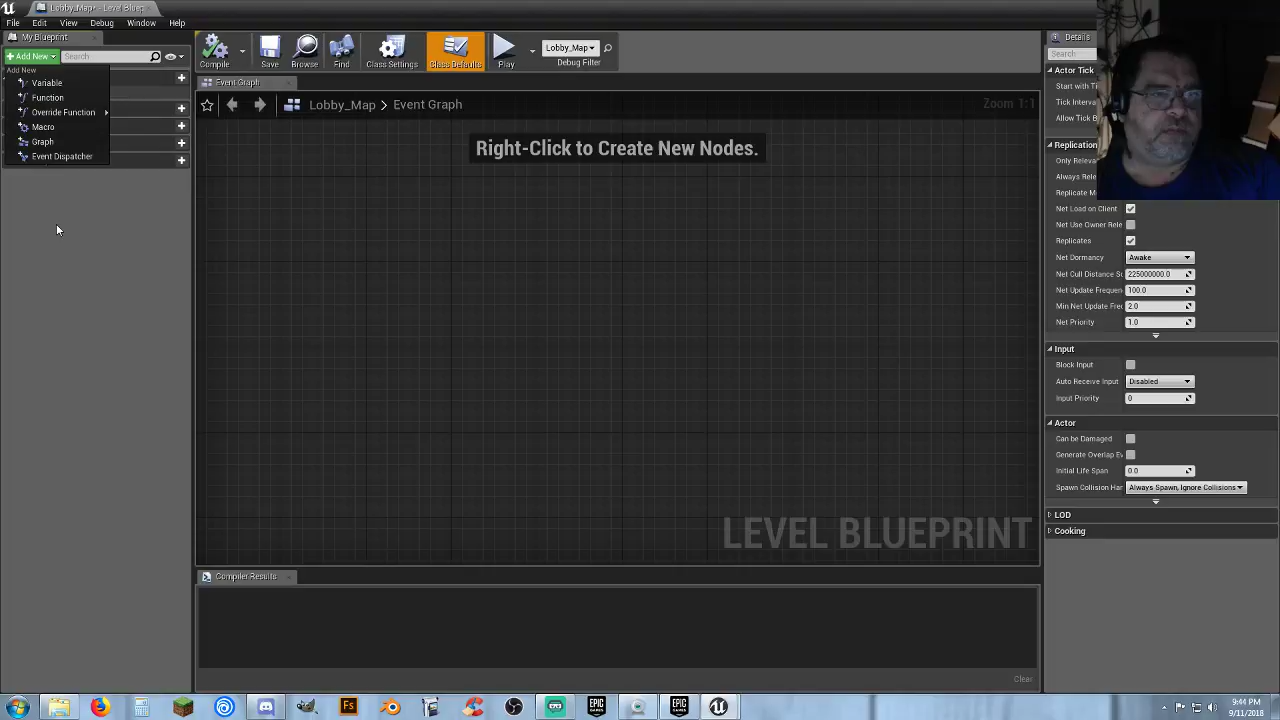 Lobby_Map* – Level Bluep
File Edit View Debug Window Help
My Blueprint
Add New
Search
Add New
Variable
Function
Override Function
Macro
Graph
Event Dispatcher
Compile
Save
Browse
Find
Class Settings
Class Defaults
Play
Lobby_Map
Debug Filter
Event Graph
Lobby_Map > Event Graph
Zoom 1:1
Right-Click to Create New Nodes.
LEVEL BLUEPRINT
Compiler Results
Clear
Details
Search
Actor Tick
Start with Ti
Tick Interva
Allow Tick B
Replication
Only Releva
Always Rele
Replicate M
Net Load on Client
Net Use Owner Rele
Replicates
Net Dormancy Awake
Net Cull Distance S 225000000.0
Net Update Frequen 100.0
Min Net Update Fre 2.0
Net Priority 1.0
Input
Block Input
Auto Receive Input Disabled
Input Priority 0
Actor
Can be Damaged
Generate Overlap Ev
Initial Life Span 0.0
Spawn Collision Han Always Spawn, Ignore Collisions
LOD
Cooking
Fs
EPIC GAMES
EPIC GAMES
9:44 PM
9/11/2018